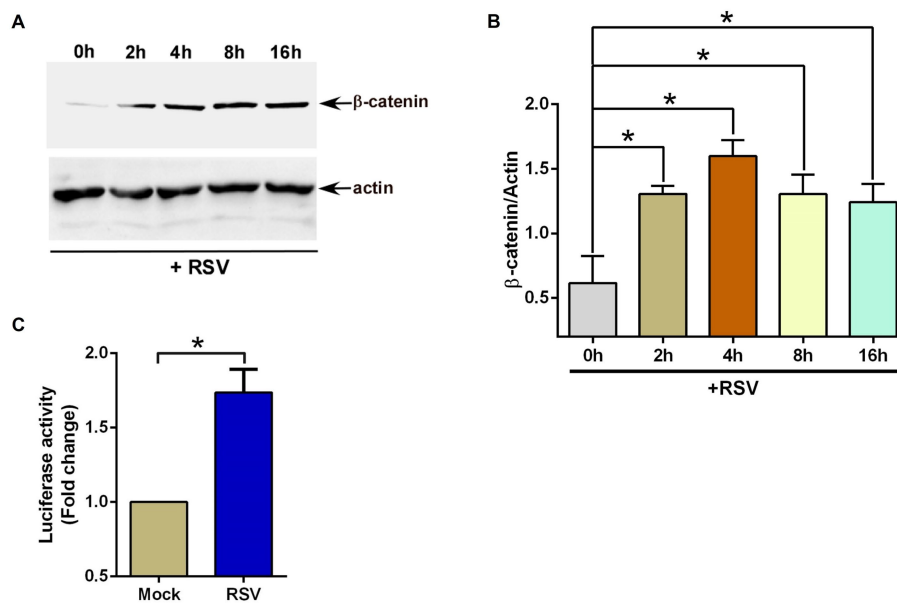 A
0h 2h 4h 8h 16h
β-catenin
actin
+ RSV
B
* 
*
*
*
2.0
1.5
1.0
0.5
β-catenin/Actin
0h 2h 4h 8h 16h
+RSV
C
*
2.0
1.5
1.0
0.5
Luciferase activity
(Fold change)
Mock RSV